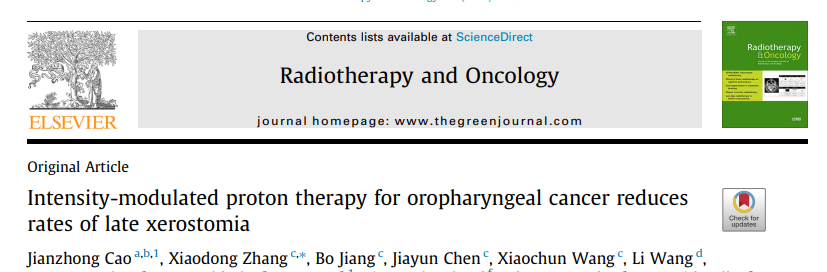 Contents lists available at ScienceDirect
Radiotherapy and Oncology
journal homepage: www.thegreenjournal.com
ELSEVIER
Radiotherapy
&Oncology
Original Article
Intensity-modulated proton therapy for oropharyngeal cancer reduces
rates of late xerostomia
Check for
updates
Jianzhong Cao a,b,1, Xiaodong Zhang c,*, Bo Jiang c, Jiayun Chen c, Xiaochun Wang c, Li Wang d,